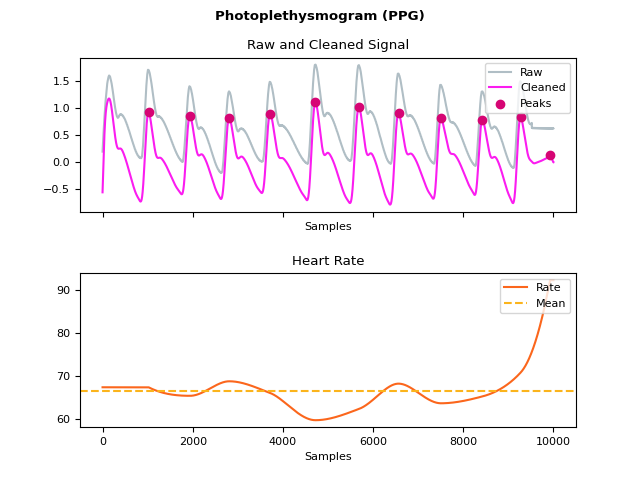 Photoplethysmogram (PPG)
Raw and Cleaned Signal
Raw
Cleaned
Peaks
1.5
1.0
0.5
0.0
−0.5
Samples
Heart Rate
Rate
Mean
90
80
70
60
0 2000 4000 6000 8000 10000
Samples